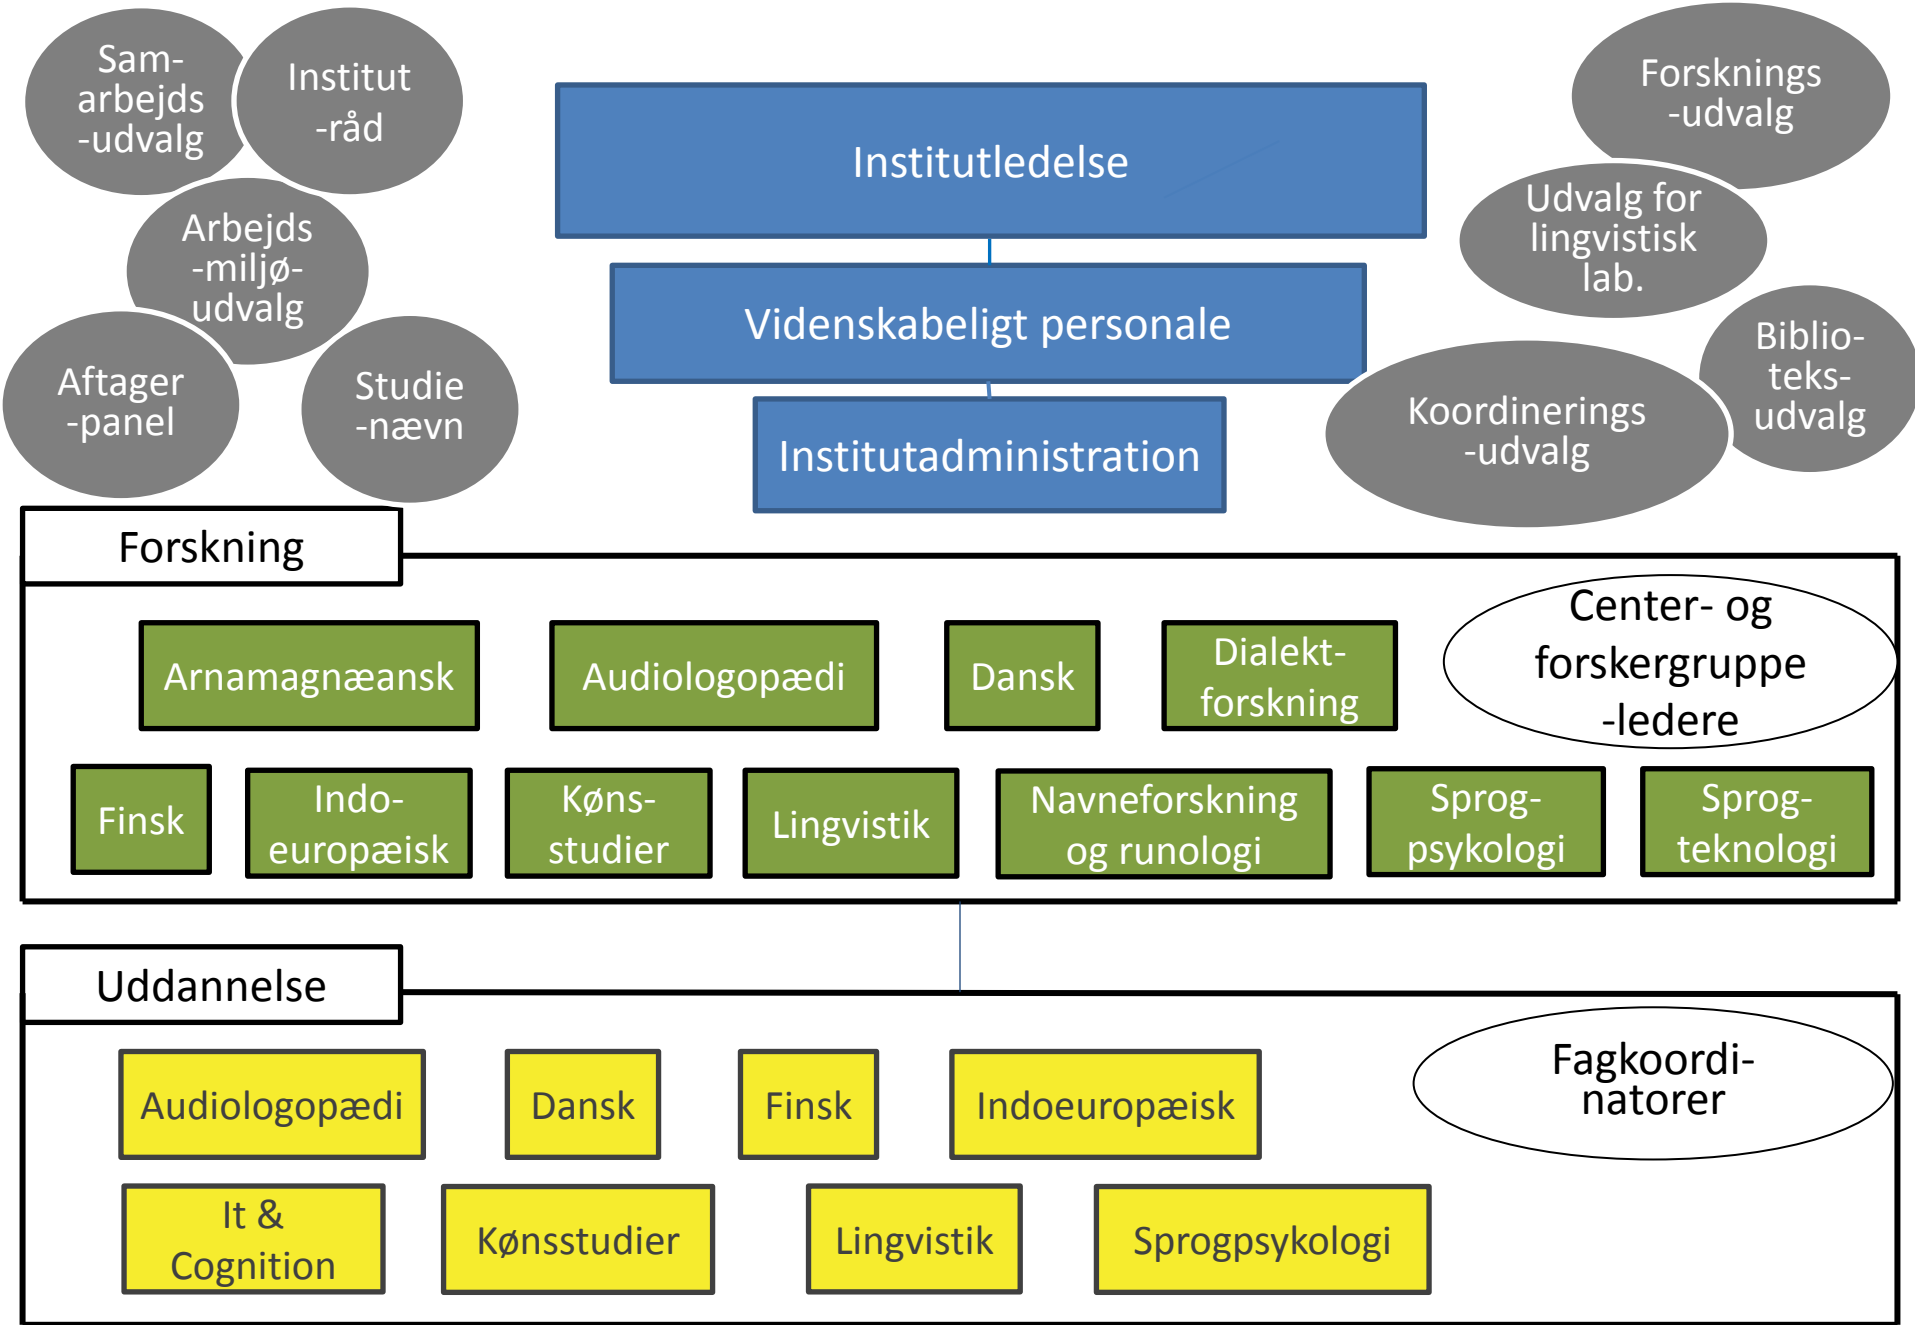 Sam-
arbejds
-udvalg
Institut
-råd
Arbejds
-miljø-
udvalg
Aftager
-panel
Studie
-nævn
Institutledelse
Videnskabeligt personale
Institutadministration
Forsknings
-udvalg
Udvalg for
lingvistisk
lab.
Biblio-
teks-
udvalg
Koordinerings
-udvalg
Forskning
Arnamagnæansk
Audiologopædi
Dansk
Dialekt-
forskning
Center- og
forskergruppe
-ledere
Finsk
Indo-
europæisk
Køns-
studier
Lingvistik
Navneforskning
og runologi
Sprog-
psykologi
Sprog-
teknologi
Uddannelse
Audiologopædi
Dansk
Finsk
Indoeuropæisk
Fagkoordi-
natorer
It &
Cognition
Kønsstudier
Lingvistik
Sprogpsykologi